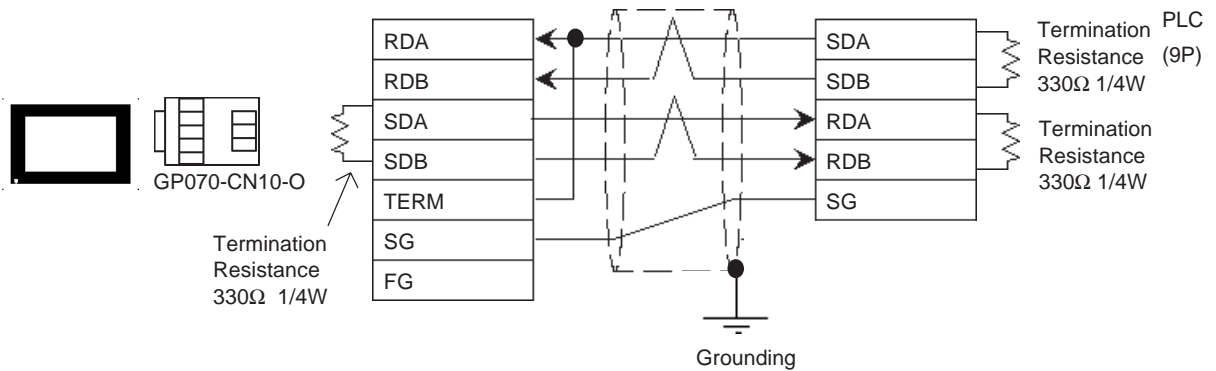 GP070-CN10-O
Termination
Resistance
330Ω 1/4W
RDA
RDB
SDA
SDB
TERM
SG
FG
SDA
SDB
RDA
RDB
SG
Termination
Resistance
330Ω 1/4W
PLC
(9P)
Termination
Resistance
330Ω 1/4W
Grounding